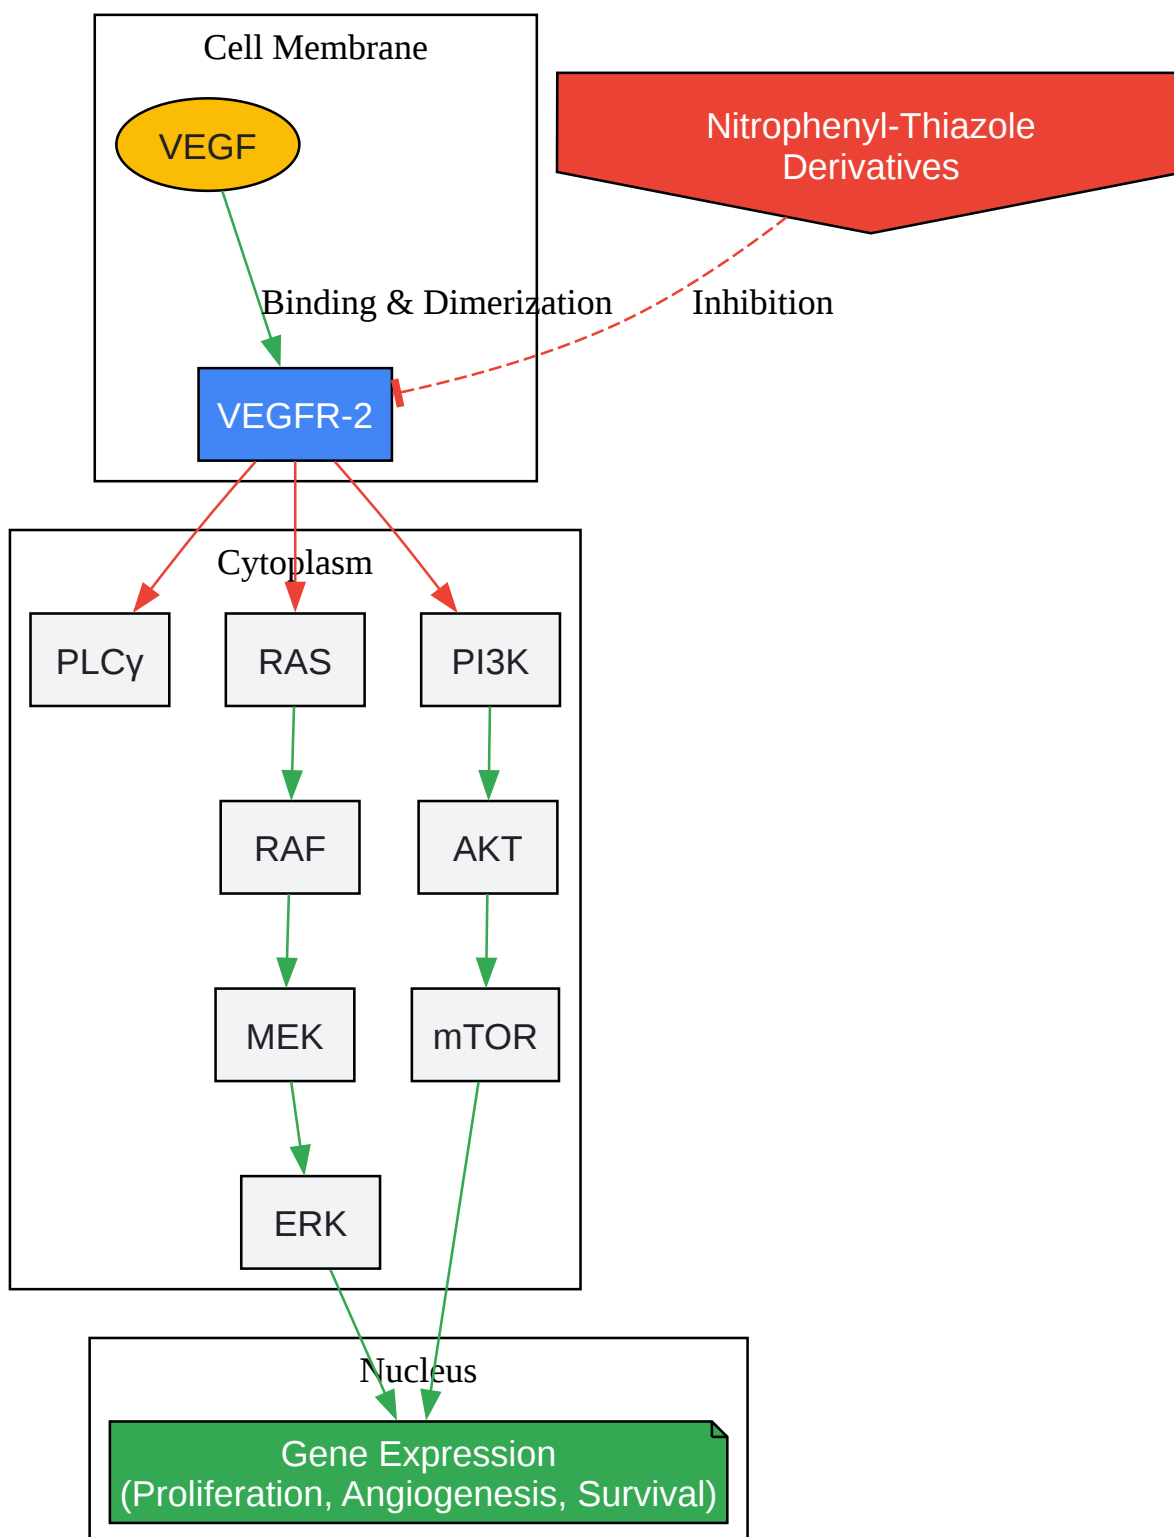 Cell Membrane
VEGF
Nitrophenyl-Thiazole
Derivatives
Binding & Dimerization
Inhibition
VEGFR-2
Cytoplasm
PLCγ
RAS
PI3K
RAF
AKT
MEK
mTOR
ERK
Nucleus
Gene Expression
(Proliferation, Angiogenesis, Survival)